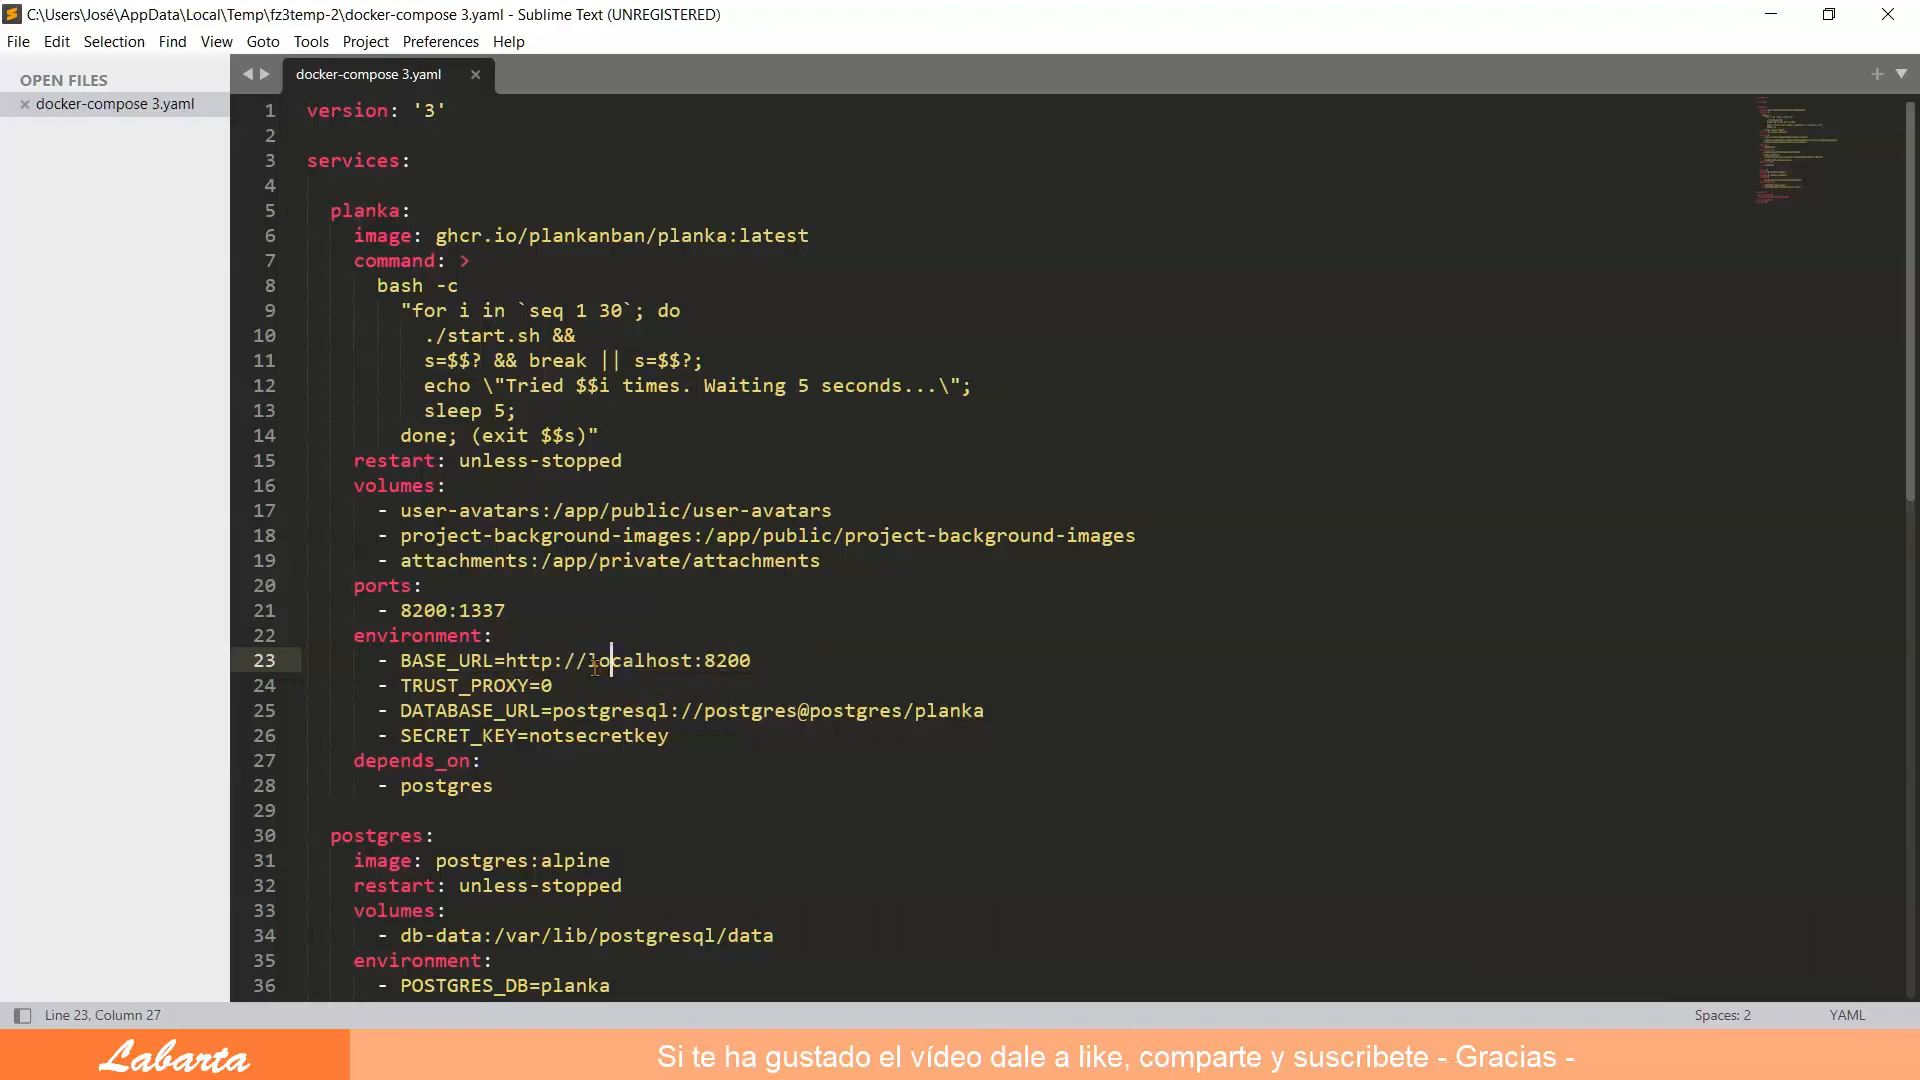 C:\Users\José\AppData\Local\Temp\fz3temp-2\docker-compose 3.yaml - Sublime Text (UNREGISTERED)
File Edit Selection Find View Goto Tools Project Preferences Help
OPEN FILES
docker-compose 3.yaml
docker-compose 3.yaml
1 version: '3'
2
3 services:
4
5 planka:
6 image: ghcr.io/plankanban/planka:latest
7 command: >
8 bash -c
9 "for i in `seq 1 30`; do
10 ./start.sh &&
11 s=$$? && break || s=$$?;
12 echo \"Tried $$i times. Waiting 5 seconds...\";
13 sleep 5;
14 done; (exit $$s)"
15 restart: unless-stopped
16 volumes:
17 - user-avatars:/app/public/user-avatars
18 - project-background-images:/app/public/project-background-images
19 - attachments:/app/private/attachments
20 ports:
21 - 8200:1337
22 environment:
23 - BASE_URL=http://localhost:8200
24 - TRUST_PROXY=0
25 - DATABASE_URL=postgresql://postgres@postgres/planka
26 - SECRET_KEY=notsecretkey
27 depends_on:
28 - postgres
29
30 postgres:
31 image: postgres:alpine
32 restart: unless-stopped
33 volumes:
34 - db-data:/var/lib/postgresql/data
35 environment:
36 - POSTGRES_DB=planka
Line 23, Column 27
Spaces: 2
YAML
Labarta
Si te ha gustado el vídeo dale a like, comparte y suscribete - Gracias -